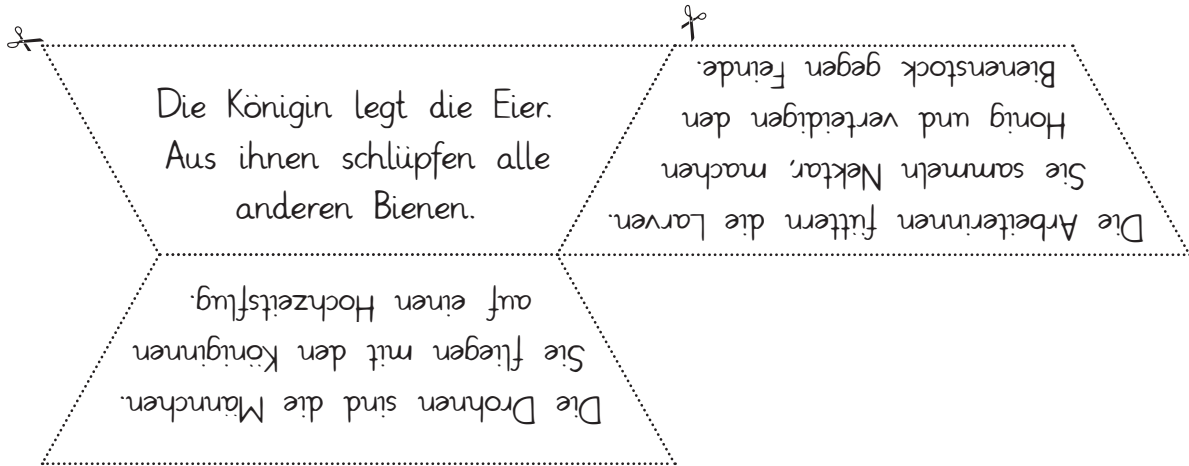 Die Königin legt die Eier.
Aus ihnen schlüpfen alle
anderen Bienen.
Die Arbeiterinnen füttern die Larven.
Sie sammeln Nektar, machen
Honig und verteidigen den
Bienenstock gegen Feinde.
Die Drohnen sind die Männchen.
Sie fliegen mit den Königinnen
auf einen Hochzeitsflug.